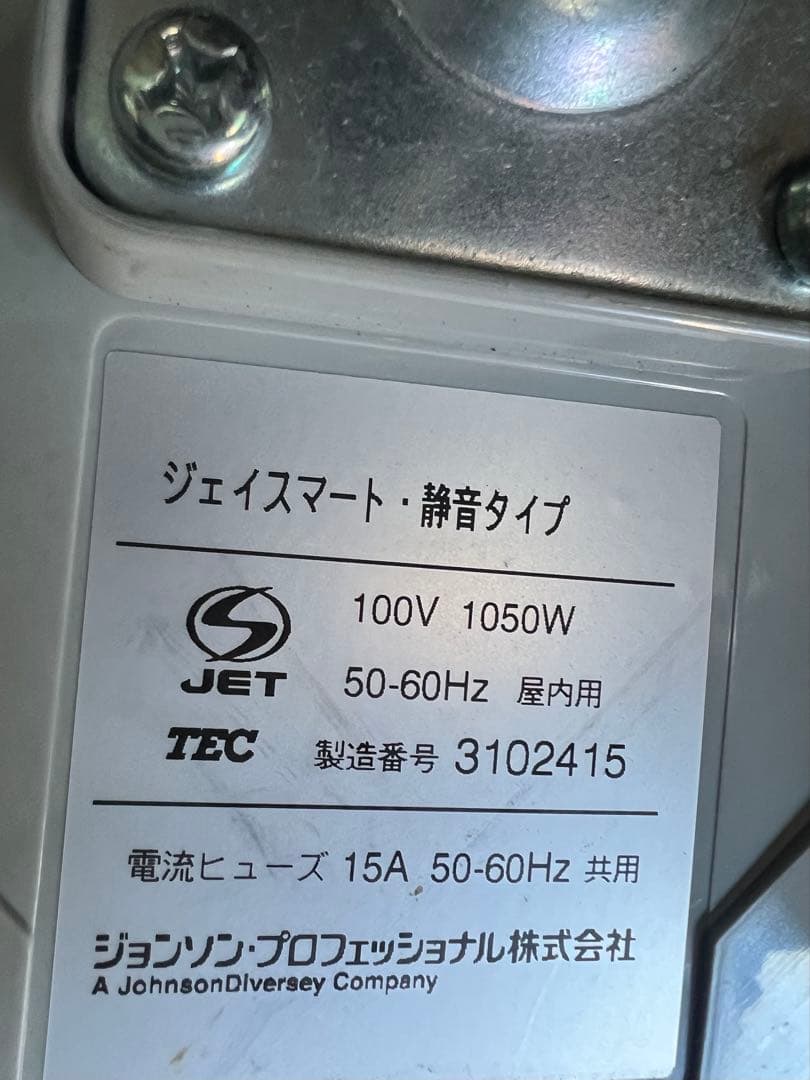 ジェイスマート・静音タイプ
100V 1050W
JET
50-60Hz 屋内用
TEC
製造番号 3102415
電流ヒューズ 15A 50-60Hz 共用
ジョンソン・プロフェッショナル株式会社
A JohnsonDiversey Company